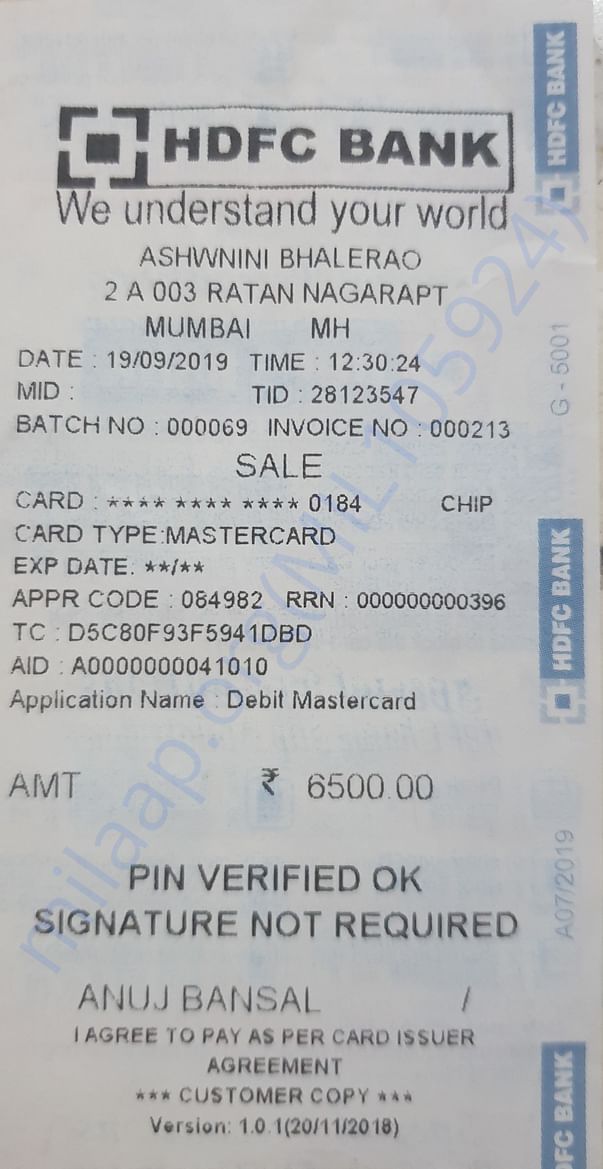 HDFC BANK
We understand your world
ASHWNINI BHALERAO
2 A 003 RATAN NAGARAPT
MUMBAI MH
DATE : 19/09/2019 TIME : 12:30:24
MID : TID : 28123547
BATCH NO : 000069 INVOICE NO : 000213
SALE
CARD : **** **** **** 0184 CHIP
CARD TYPE:MASTERCARD
EXP DATE: **/**
APPR CODE : 084982 RRN : 000000000396
TC : D5C80F93F5941DBD
AID : A0000000041010
Application Name : Debit Mastercard
AMT ₹ 6500.00
PIN VERIFIED OK
SIGNATURE NOT REQUIRED
ANUJ BANSAL /
I AGREE TO PAY AS PER CARD ISSUER
AGREEMENT
*** CUSTOMER COPY ***
Version: 1.0.1(20/11/2018)
HDFC BANK
G - 5001
HDFC BANK
A07/2019
FC BANK
milaap.org(MIL1059924)